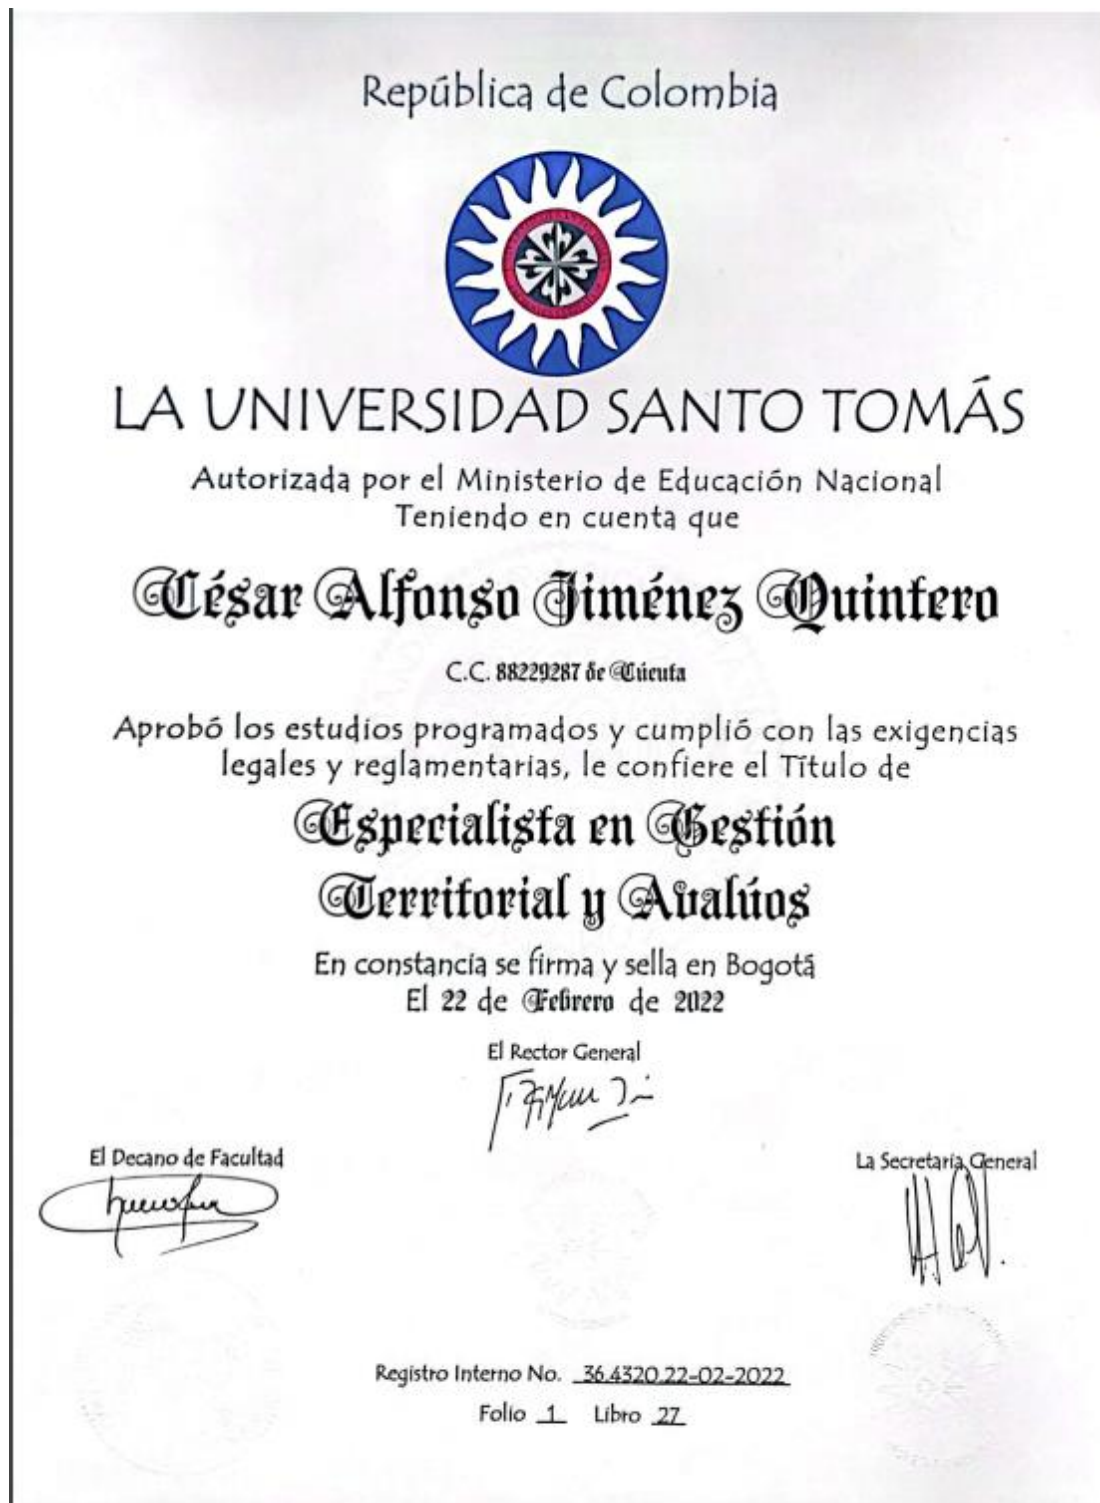 República de Colombia
LA UNIVERSIDAD SANTO TOMÁS
Autorizada por el Ministerio de Educación Nacional
Teniendo en cuenta que
César Alfonso Jiménez Quintero
C.C. 88229287 de Cúcuta
Aprobó los estudios programados y cumplió con las exigencias
legales y reglamentarias, le confiere el Título de
Especialista en Gestión
Territorial y Avalúos
En constancia se firma y sella en Bogotá
El 22 de Febrero de 2022
El Rector General
El Decano de Facultad
La Secretaria General
Registro Interno No. 36.4320.22-02-2022
Folio 1 Libro 27